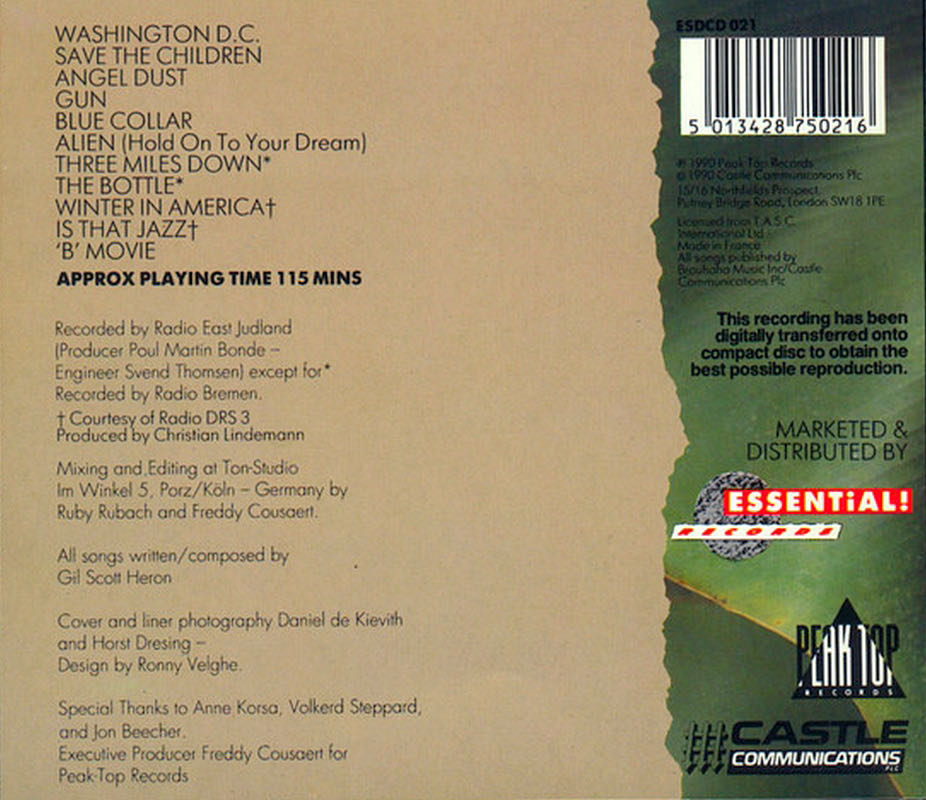 WASHINGTON D.C.
SAVE THE CHILDREN
ANGEL DUST
GUN
BLUE COLLAR
ALIEN (Hold On To Your Dream)
THREE MILES DOWN*
THE BOTTLE*
WINTER IN AMERICA†
IS THAT JAZZ†
‘B’ MOVIE
APPROX PLAYING TIME 115 MINS
Recorded by Radio East Judland
(Producer Poul Martin Bonde –
Engineer Svend Thomsen) except for*
Recorded by Radio Bremen.
† Courtesy of Radio DRS 3
Produced by Christian Lindemann
Mixing and Editing at Ton-Studio
Im Winkel 5, Porz/Köln – Germany by
Ruby Rubach and Freddy Cousaert.
All songs written/composed by
Gil Scott Heron
Cover and liner photography Daniel de Kievith
and Horst Dresing –
Design by Ronny Velghe.
Special Thanks to Anne Korsa, Volkerd Steppard,
and Jon Beecher.
Executive Producer Freddy Cousaert for
Peak-Top Records
ESDCD 021
5 013428 750216
℗ 1990 Peak Top Records
© 1990 Castle Communications Plc
15/16 Northfields Prospect,
Putney Bridge Road, London SW18 1PE
Licensed from T.A.S.C.
International Ltd
Made in France
All songs published by
Brouhaha Music Inc/Castle
Communications Plc
This recording has been
digitally transferred onto
compact disc to obtain the
best possible reproduction.
MARKETED &
DISTRIBUTED BY
ESSENTiAL!
RECORDS
PEAK TOP
RECORDS
CASTLE
COMMUNICATIONS
PLC